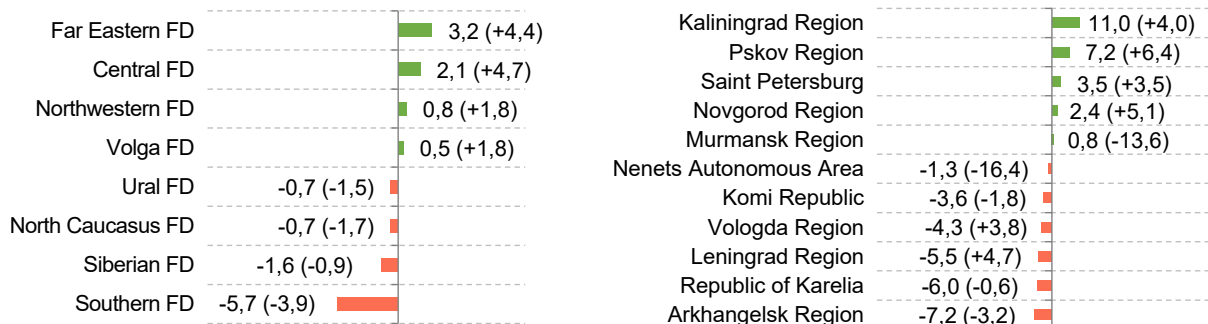 Far Eastern FD 3,2 (+4,4)
Central FD 2,1 (+4,7)
Northwestern FD 0,8 (+1,8)
Volga FD 0,5 (+1,8)
Ural FD -0,7 (-1,5)
North Caucasus FD -0,7 (-1,7)
Siberian FD -1,6 (-0,9)
Southern FD -5,7 (-3,9)
Kaliningrad Region 11,0 (+4,0)
Pskov Region 7,2 (+6,4)
Saint Petersburg 3,5 (+3,5)
Novgorod Region 2,4 (+5,1)
Murmansk Region 0,8 (-13,6)
Nenets Autonomous Area -1,3 (-16,4)
Komi Republic -3,6 (-1,8)
Vologda Region -4,3 (+3,8)
Leningrad Region -5,5 (+4,7)
Republic of Karelia -6,0 (-0,6)
Arkhangelsk Region -7,2 (-3,2)